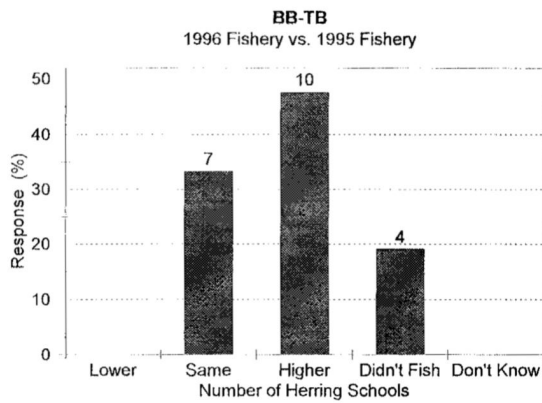 BB-TB
1996 Fishery vs. 1995 Fishery
Response (%)
50
40
30
20
10
0
7
10
4
Lower Same Higher Didn't Fish Don't Know
Number of Herring Schools